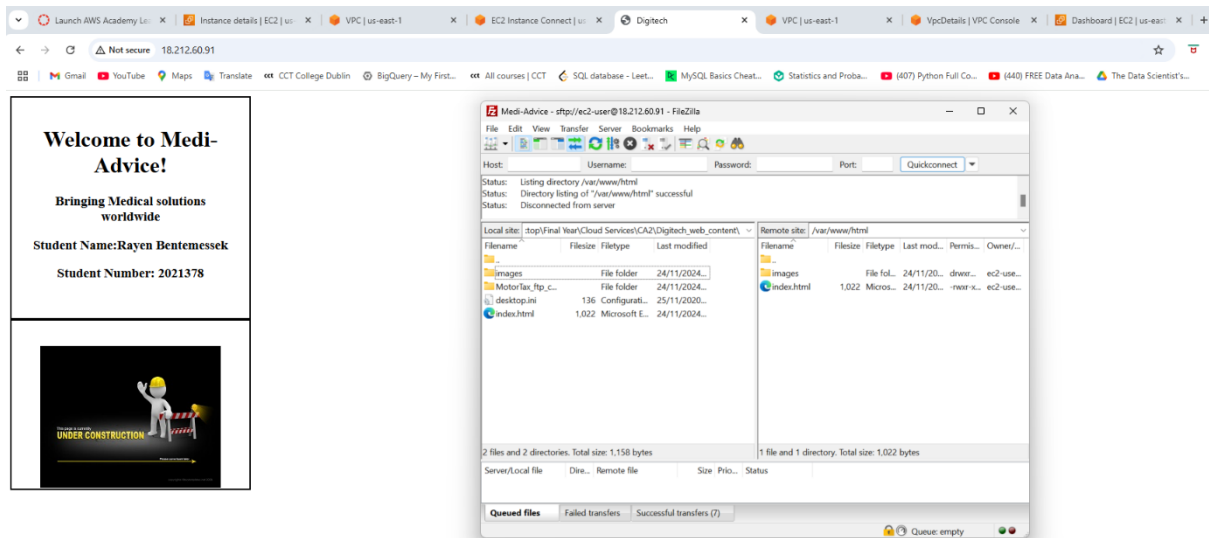 Launch AWS Academy Le
Instance details | EC2 | us-
VPC | us-east-1
EC2 Instance Connect | us
Digitech
VPC | us-east-1
VpcDetails | VPC Console
Dashboard | EC2 | us-east
Not secure 18.212.60.91
Gmail
YouTube
Maps
Translate
cct CCT College Dublin
BigQuery – My First...
cct All courses | CCT
SQL database - Leet...
MySQL Basics Cheat...
Statistics and Proba...
(407) Python Full Co...
(440) FREE Data Ana...
The Data Scientist's...
Welcome to Medi-
Advice!
Bringing Medical solutions
worldwide
Student Name:Rayen Bentemessek
Student Number: 2021378
This page is currently
UNDER CONSTRUCTION
Medi-Advice - sftp://ec2-user@18.212.60.91 - FileZilla
File Edit View Transfer Server Bookmarks Help
Host: Username: Password: Port: Quickconnect
Status: Listing directory /var/www/html
Status: Directory listing of "/var/www/html" successful
Status: Disconnected from server
Local site: :top\Final Year\Cloud Services\CA2\Digitech_web_content\
Filename Filesize Filetype Last modified
..
images File folder 24/11/2024...
MotorTax_ftp_c... File folder 24/11/2024...
desktop.ini 136 Configurati... 25/11/2020...
index.html 1,022 Microsoft E... 24/11/2024...
2 files and 2 directories. Total size: 1,158 bytes
Remote site: /var/www/html
Filename Filesize Filetype Last mod... Permis... Owner/...
..
images File fol... 24/11/20... drwxr... ec2-use...
index.html 1,022 Micros... 24/11/20... -rwxr-x... ec2-use...
1 file and 1 directory. Total size: 1,022 bytes
Server/Local file Dire... Remote file Size Prio... Status
Queued files Failed transfers Successful transfers (7)
Queue: empty